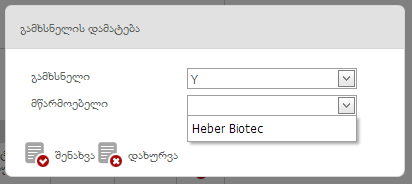 გამხსნელის დამატება
გამხსნელი Y
მწარმოებელი
Heber Biotec
შენახვა დახურვა